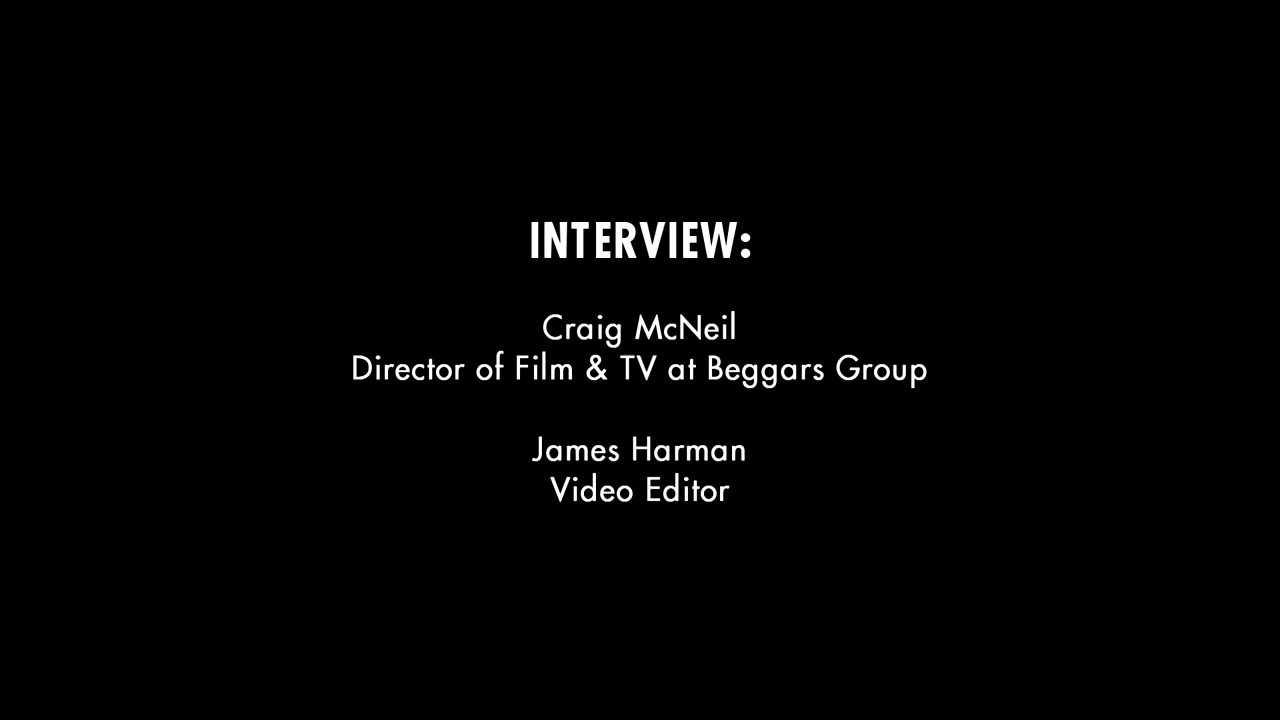 INTERVIEW:
Craig McNeil
Director of Film & TV at Beggars Group
James Harman
Video Editor